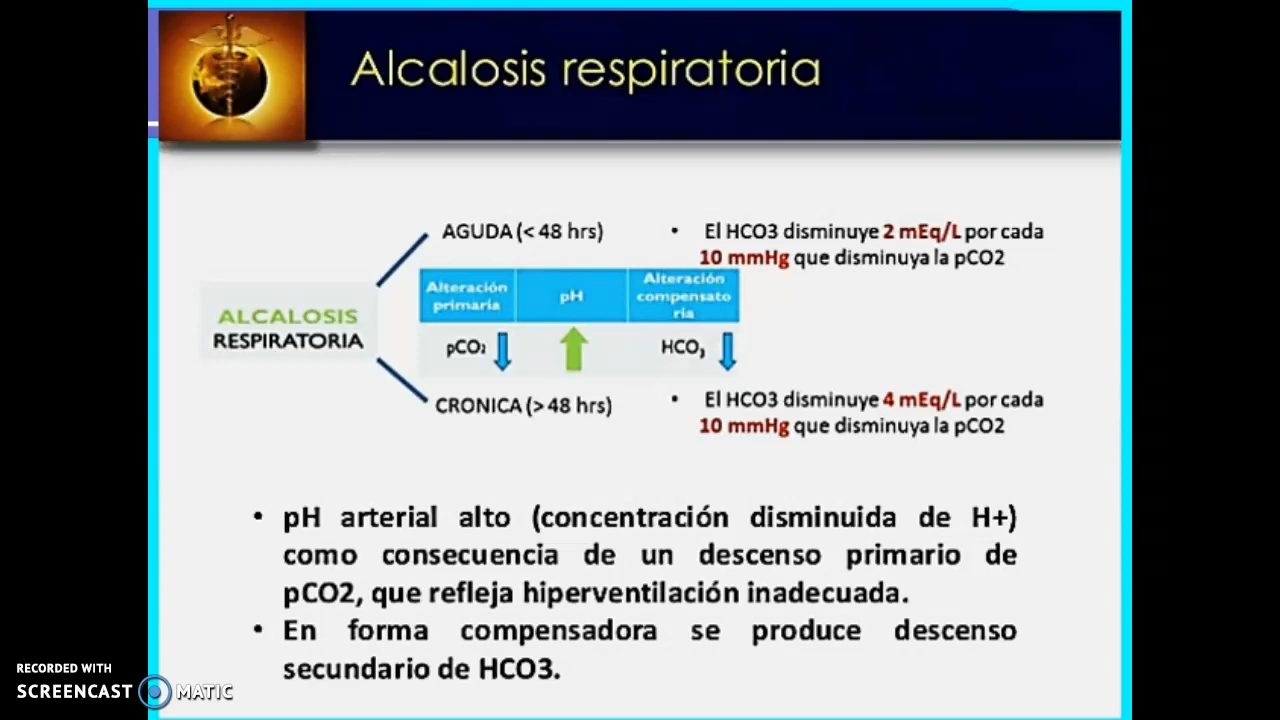 Alcalosis respiratoria
AGUDA (< 48 hrs)
• El HCO3 disminuye 2 mEq/L por cada
10 mmHg que disminuya la pCO2
Alteración
primaria
pH
Alteración
compensato
ria
ALCALOSIS
RESPIRATORIA
pCO₂
HCO₃
CRONICA (> 48 hrs)
• El HCO3 disminuye 4 mEq/L por cada
10 mmHg que disminuya la pCO2
• pH arterial alto (concentración disminuida de H+)
como consecuencia de un descenso primario de
pCO2, que refleja hiperventilación inadecuada.
• En forma compensadora se produce descenso
secundario de HCO3.
RECORDED WITH
SCREENCAST MATIC